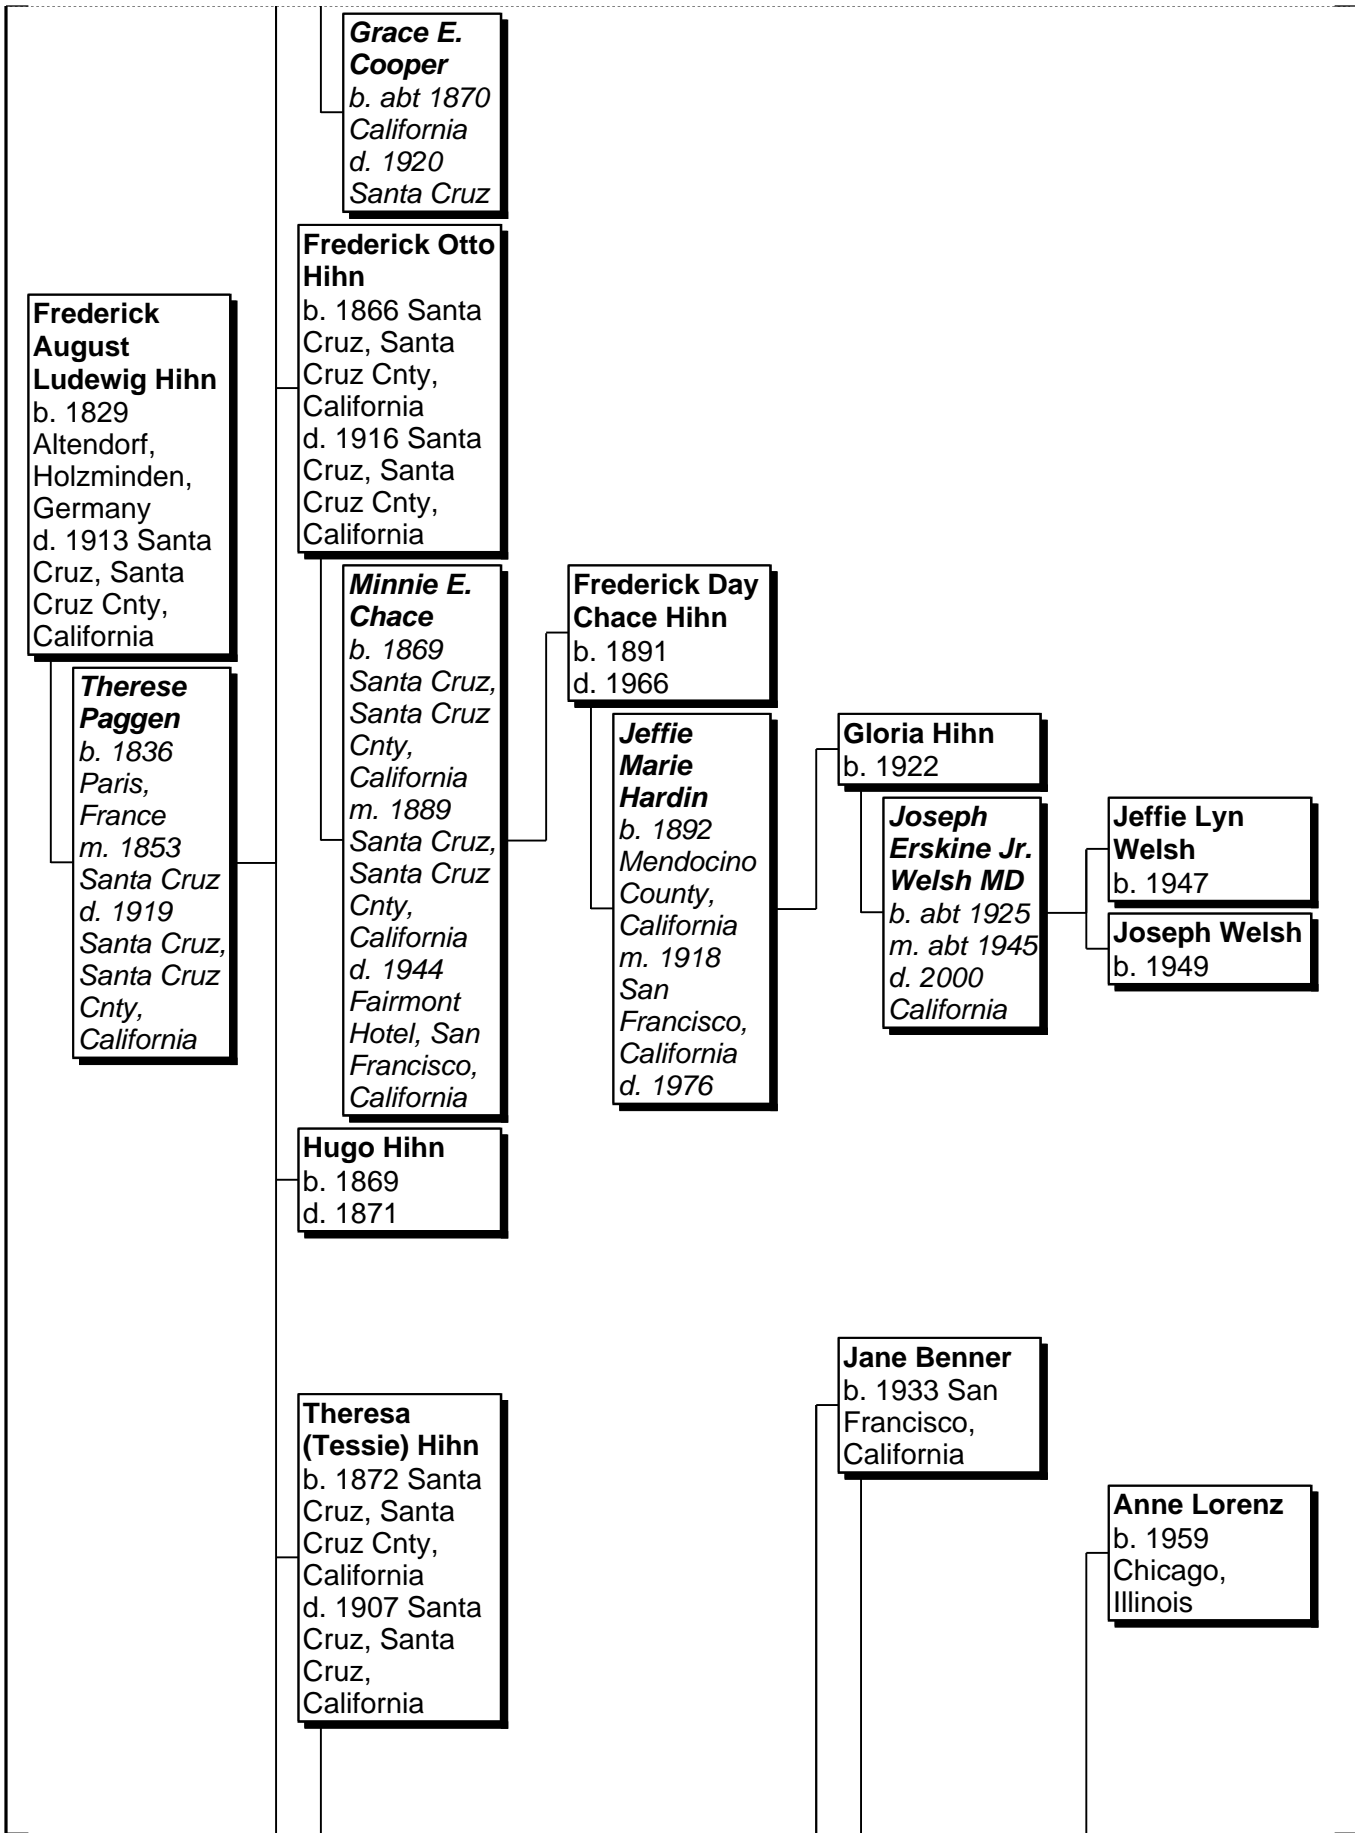 Grace E.
Cooper
b. abt 1870
California
d. 1920
Santa Cruz
Frederick Otto
Hihn
b. 1866 Santa
Cruz, Santa
Cruz Cnty,
California
d. 1916 Santa
Cruz, Santa
Cruz Cnty,
California
Frederick
August
Ludewig Hihn
b. 1829
Altendorf,
Holzminden,
Germany
d. 1913 Santa
Cruz, Santa
Cruz Cnty,
California
Therese
Paggen
b. 1836
Paris,
France
m. 1853
Santa Cruz
d. 1919
Santa Cruz,
Santa Cruz
Cnty,
California
Minnie E.
Chace
b. 1869
Santa Cruz,
Santa Cruz
Cnty,
California
m. 1889
Santa Cruz,
Santa Cruz
Cnty,
California
d. 1944
Fairmont
Hotel, San
Francisco,
California
Frederick Day
Chace Hihn
b. 1891
d. 1966
Jeffie
Marie
Hardin
b. 1892
Mendocino
County,
California
m. 1918
San
Francisco,
California
d. 1976
Gloria Hihn
b. 1922
Joseph
Erskine Jr.
Welsh MD
b. abt 1925
m. abt 1945
d. 2000
California
Jeffie Lyn
Welsh
b. 1947
Joseph Welsh
b. 1949
Hugo Hihn
b. 1869
d. 1871
Jane Benner
b. 1933 San
Francisco,
California
Theresa
(Tessie) Hihn
b. 1872 Santa
Cruz, Santa
Cruz Cnty,
California
d. 1907 Santa
Cruz, Santa
Cruz,
California
Anne Lorenz
b. 1959
Chicago,
Illinois